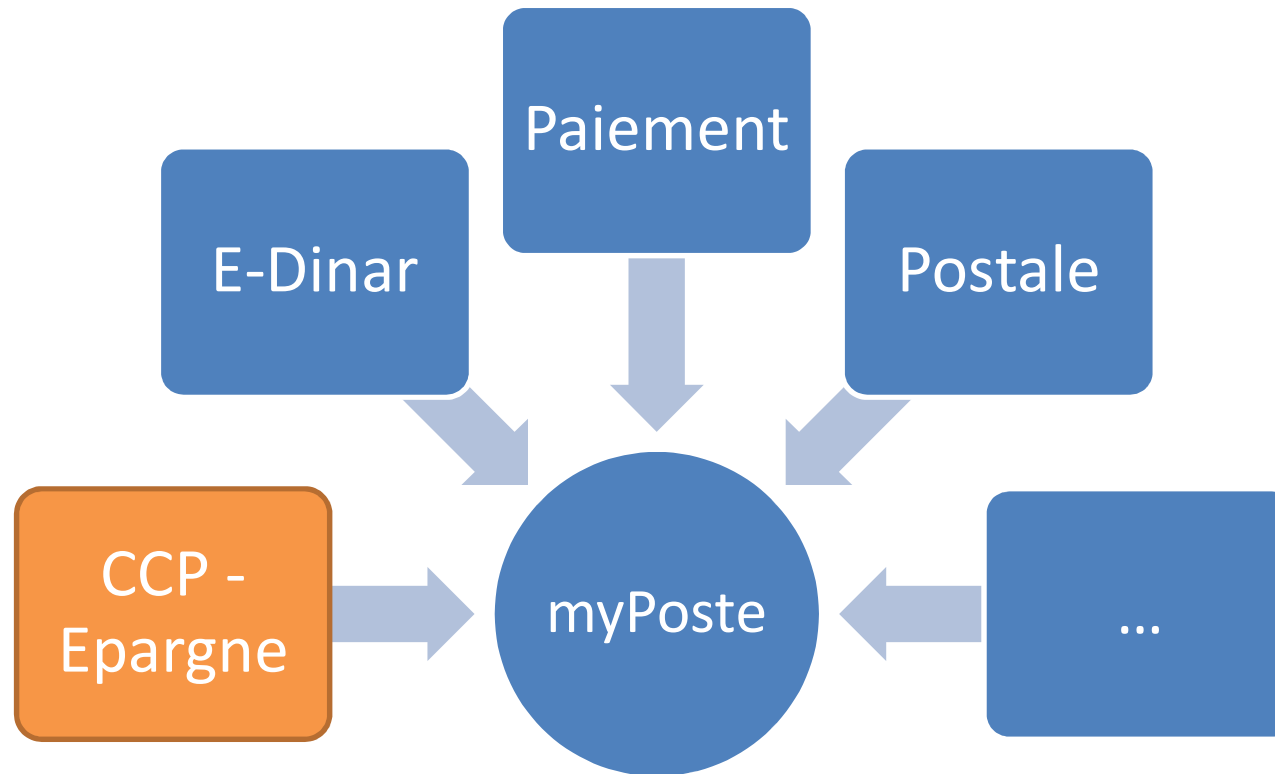 Paiement
E-Dinar
Postale
CCP -
Epargne
myPoste
...